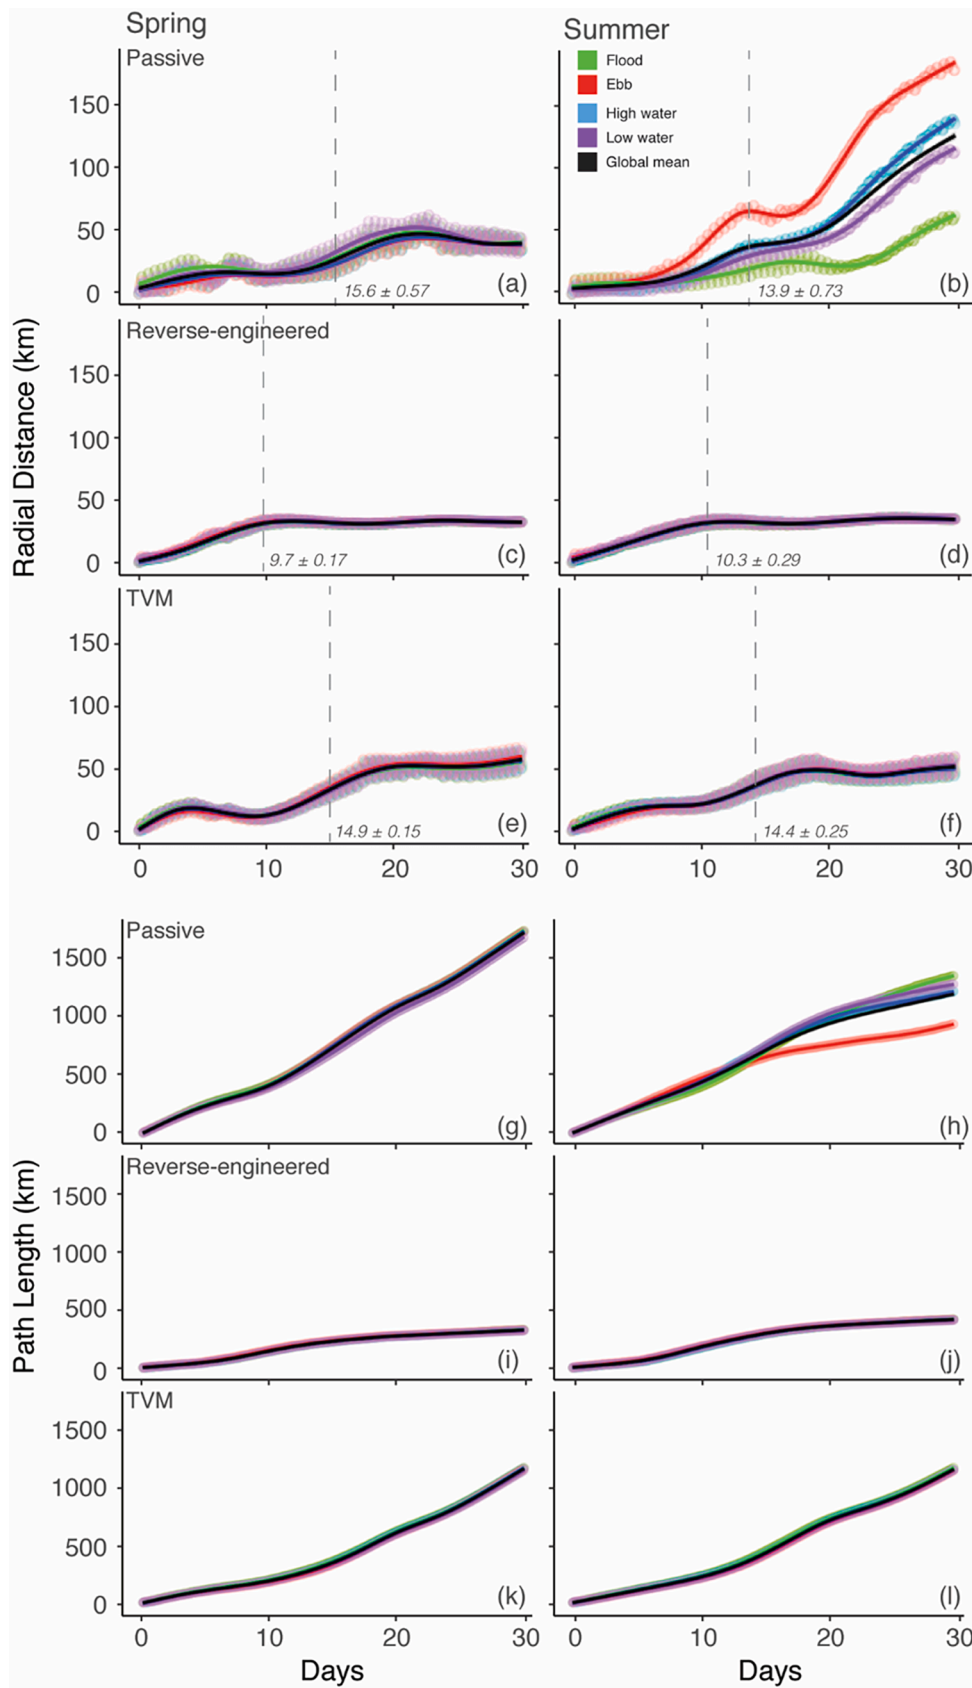 Spring
Summer
Passive
Flood
Ebb
High water
Low water
Global mean
150
100
50
0
15.6 ± 0.57
(a)
13.9 ± 0.73
(b)
Radial Distance (km)
Reverse-engineered
150
100
50
0
9.7 ± 0.17
(c)
10.3 ± 0.29
(d)
TVM
150
100
50
0
14.9 ± 0.15
(e)
14.4 ± 0.25
(f)
0 10 20 30
0 10 20 30
Passive
1500
1000
500
0
(g)
(h)
Path Length (km)
Reverse-engineered
1500
1000
500
0
(i)
(j)
TVM
1500
1000
500
0
(k)
(l)
0 10 20 30
0 10 20 30
Days
Days